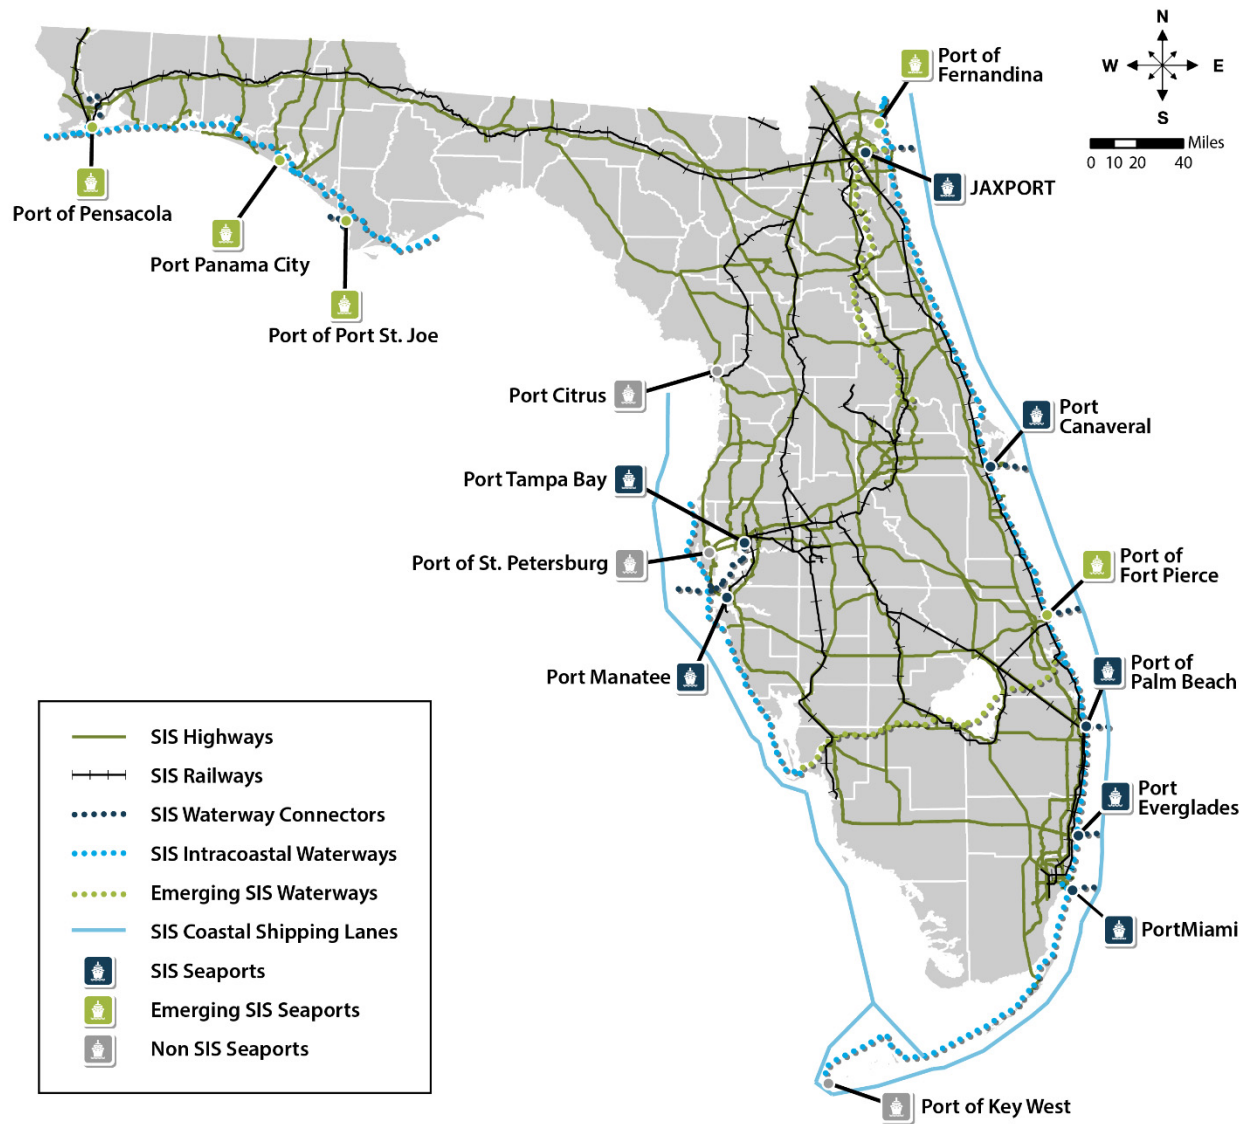 N
W E
S
Miles
0 10 20 40
Port of
Fernandina
JAXPORT
Port of Pensacola
Port Panama City
Port of Port St. Joe
Port Citrus
Port
Canaveral
Port Tampa Bay
Port of St. Petersburg
Port of
Fort Pierce
Port Manatee
Port of
Palm Beach
Port
Everglades
PortMiami
Port of Key West
SIS Highways
SIS Railways
SIS Waterway Connectors
SIS Intracoastal Waterways
Emerging SIS Waterways
SIS Coastal Shipping Lanes
SIS Seaports
Emerging SIS Seaports
Non SIS Seaports